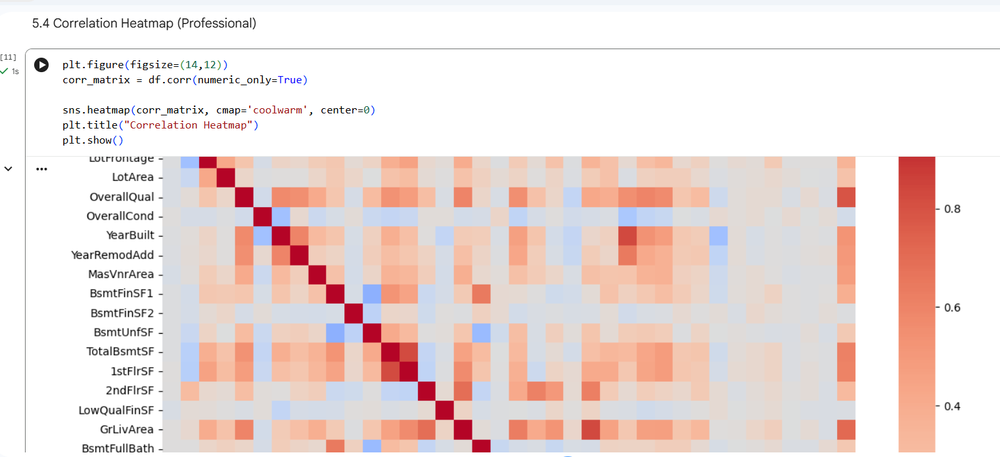 5.4 Correlation Heatmap (Professional)
[11]
1s
plt.figure(figsize=(14,12))
corr_matrix = df.corr(numeric_only=True)
sns.heatmap(corr_matrix, cmap='coolwarm', center=0)
plt.title("Correlation Heatmap")
plt.show()
LotFrontage
LotArea
OverallQual
OverallCond
YearBuilt
YearRemodAdd
MasVnrArea
BsmtFinSF1
BsmtFinSF2
BsmtUnfSF
TotalBsmtSF
1stFlrSF
2ndFlrSF
LowQualFinSF
GrLivArea
BsmtFullBath
0.8
0.6
0.4